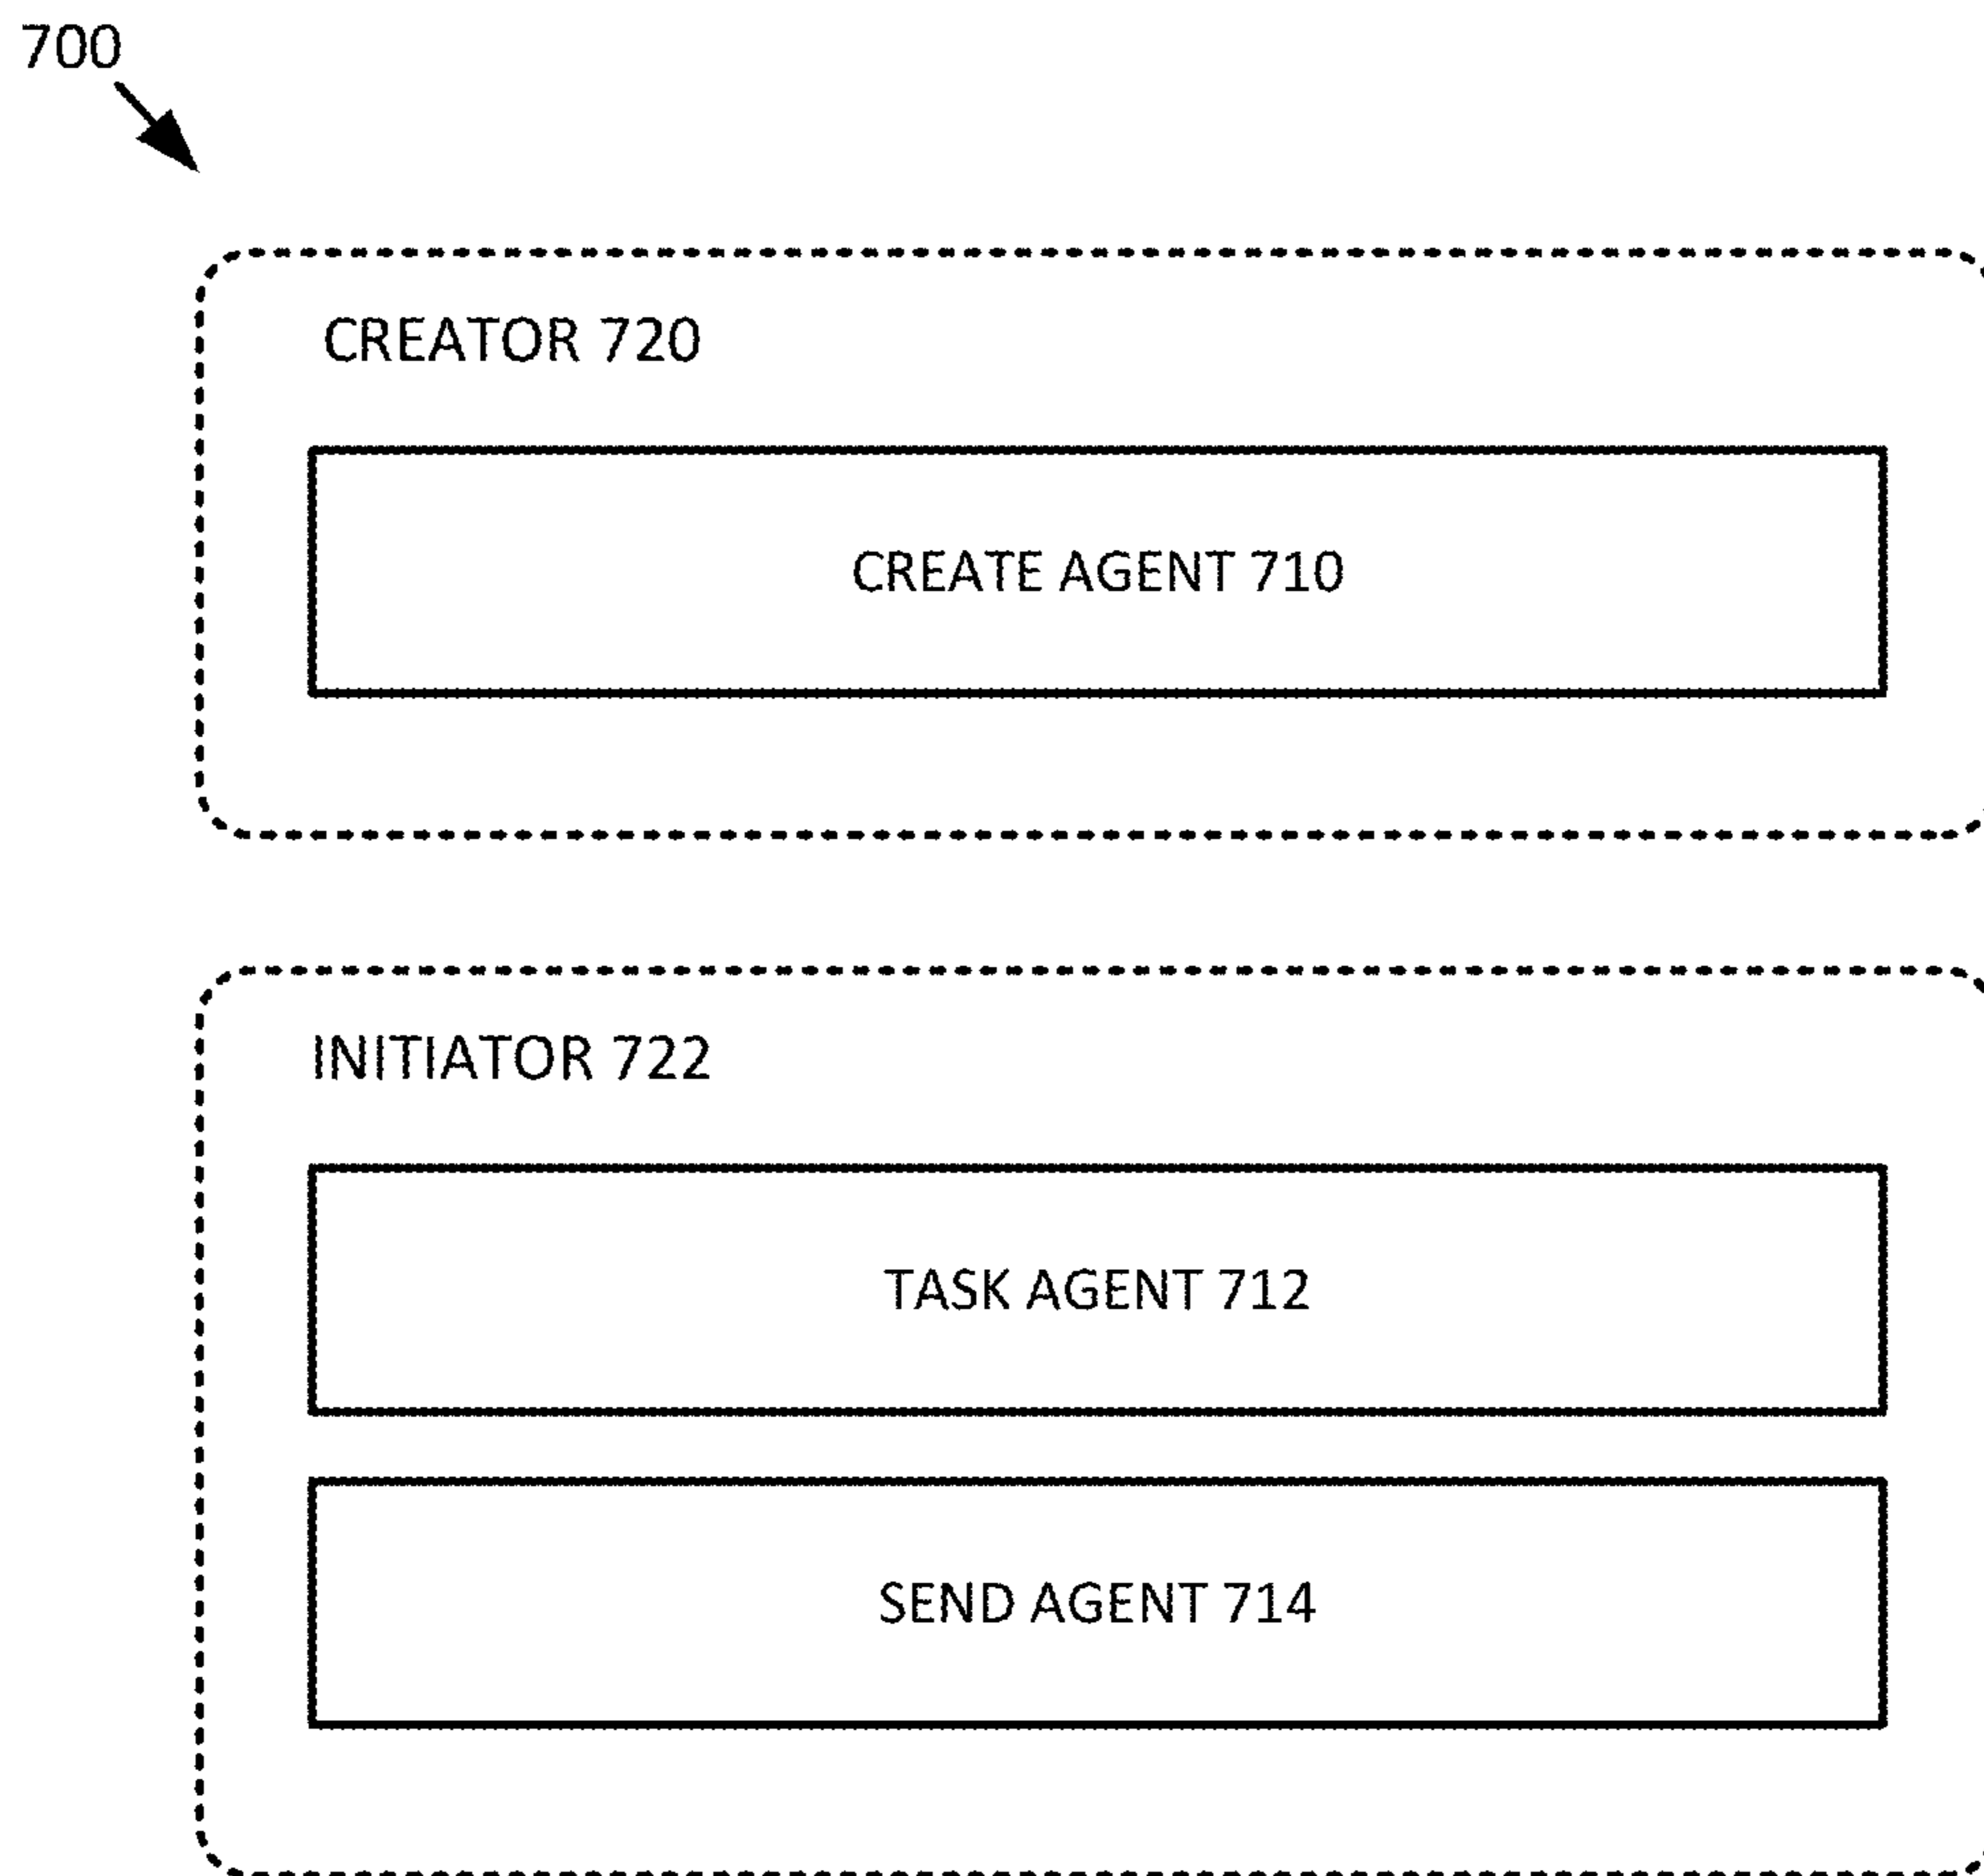 700
CREATOR 720
CREATE AGENT 710
INITIATOR 722
TASK AGENT 712
SEND AGENT 714